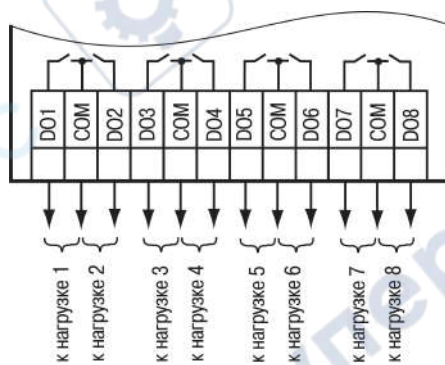 DO1
COM
DO2
DO3
COM
DO4
DO5
COM
DO6
DO7
COM
DO8
к нагрузке 1
к нагрузке 2
к нагрузке 3
к нагрузке 4
к нагрузке 5
к нагрузке 6
к нагрузке 7
к нагрузке 8